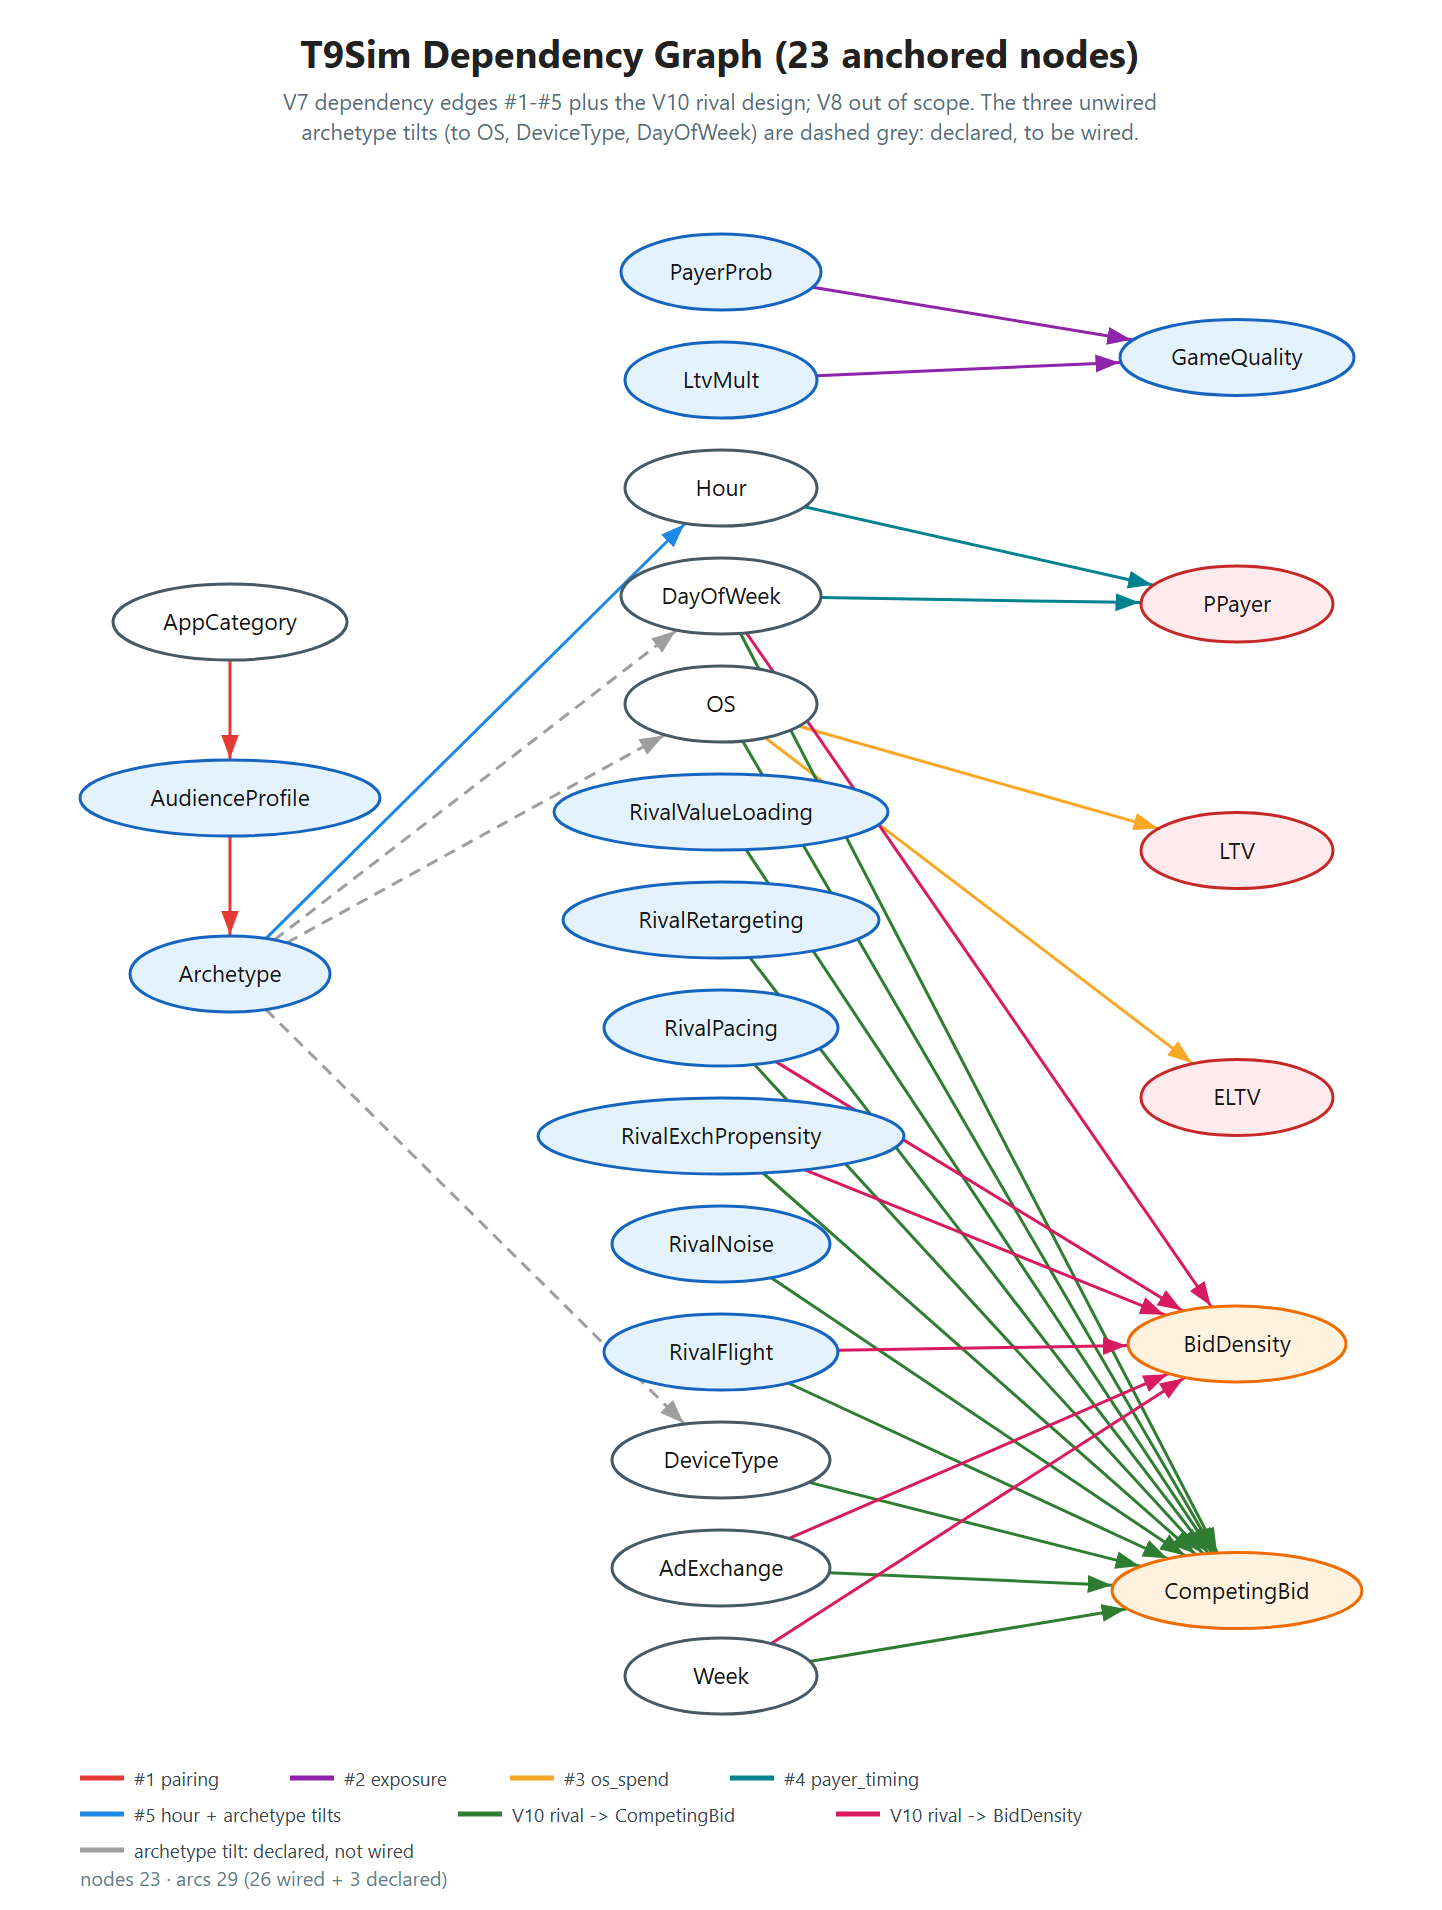 T9Sim Dependency Graph (23 anchored nodes)
V7 dependency edges #1-#5 plus the V10 rival design; V8 out of scope. The three unwired
archetype tilts (to OS, DeviceType, DayOfWeek) are dashed grey: declared, to be wired.
PayerProb
GameQuality
LtvMult
Hour
DayOfWeek
PPayer
AppCategory
OS
AudienceProfile
RivalValueLoading
LTV
RivalRetargeting
Archetype
RivalPacing
ELTV
RivalExchPropensity
RivalNoise
RivalFlight
BidDensity
DeviceType
AdExchange
CompetingBid
Week
#1 pairing
#2 exposure
#3 os_spend
#4 payer_timing
#5 hour + archetype tilts
V10 rival -> CompetingBid
V10 rival -> BidDensity
archetype tilt: declared, not wired
nodes 23 · arcs 29 (26 wired + 3 declared)